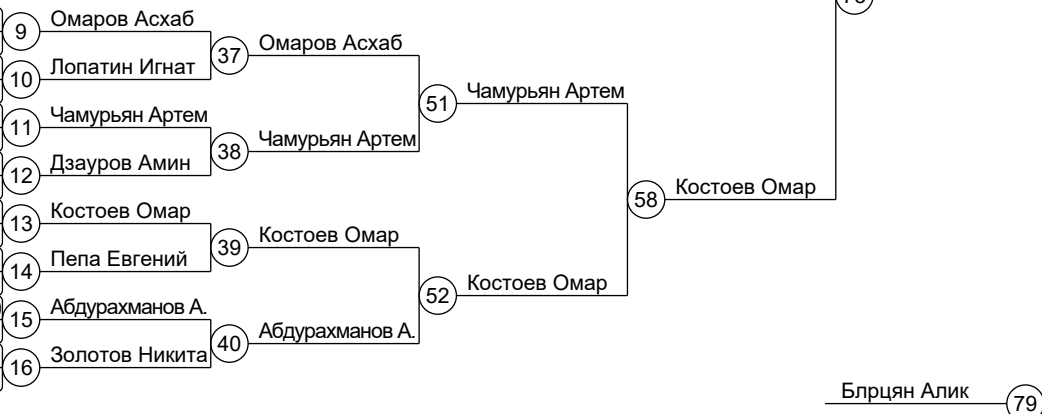 9 Омаров Асхаб
37 Омаров Асхаб
10 Лопатин Игнат
51 Чамурьян Артем
11 Чамурьян Артем
38 Чамурьян Артем
12 Дзауров Амин
58 Костоев Омар
13 Костоев Омар
39 Костоев Омар
14 Пепа Евгений
52 Костоев Омар
15 Абдурахманов А.
40 Абдурахманов А.
16 Золотов Никита
Блрцян Алик 79